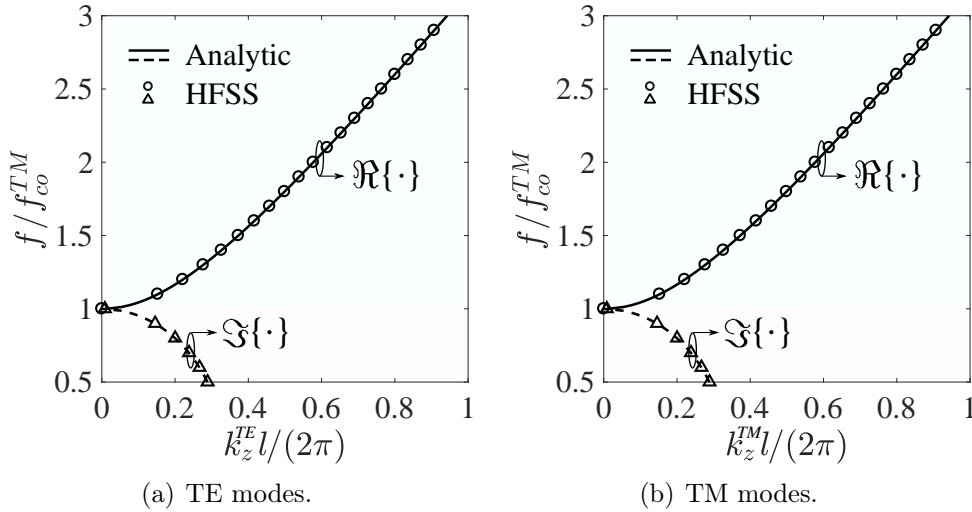 3
2.5
2
1.5
1
0.5
f / f_{co}^{TM}
Analytic
HFSS
ℜ{·}
ℑ{·}
0 0.2 0.4 0.6 0.8 1
k_z^{TE} l/(2π)
(a) TE modes.
3
2.5
2
1.5
1
0.5
f / f_{co}^{TM}
Analytic
HFSS
ℜ{·}
ℑ{·}
0 0.2 0.4 0.6 0.8 1
k_z^{TM} l/(2π)
(b) TM modes.